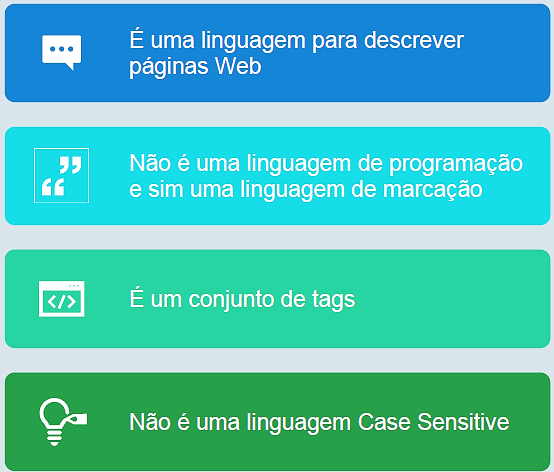 É uma linguagem para descrever
páginas Web
Não é uma linguagem de programação
e sim uma linguagem de marcação
É um conjunto de tags
Não é uma linguagem Case Sensitive